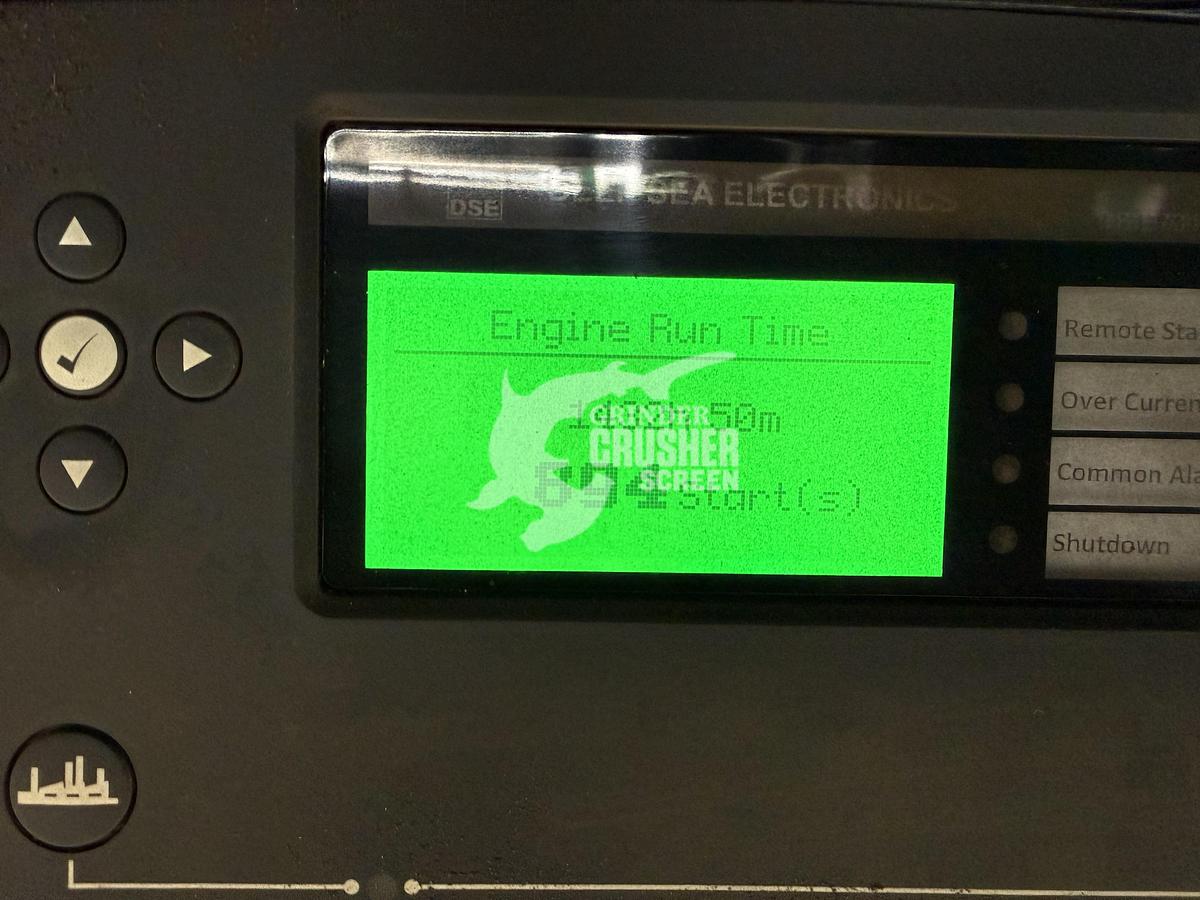 DSE
DEEP SEA ELECTRONICS
Engine Run Time
50m
GRINDER
CRUSHER
SCREEN
694 Start(s)
Remote Sta
Over Curren
Common Ala
Shutdown